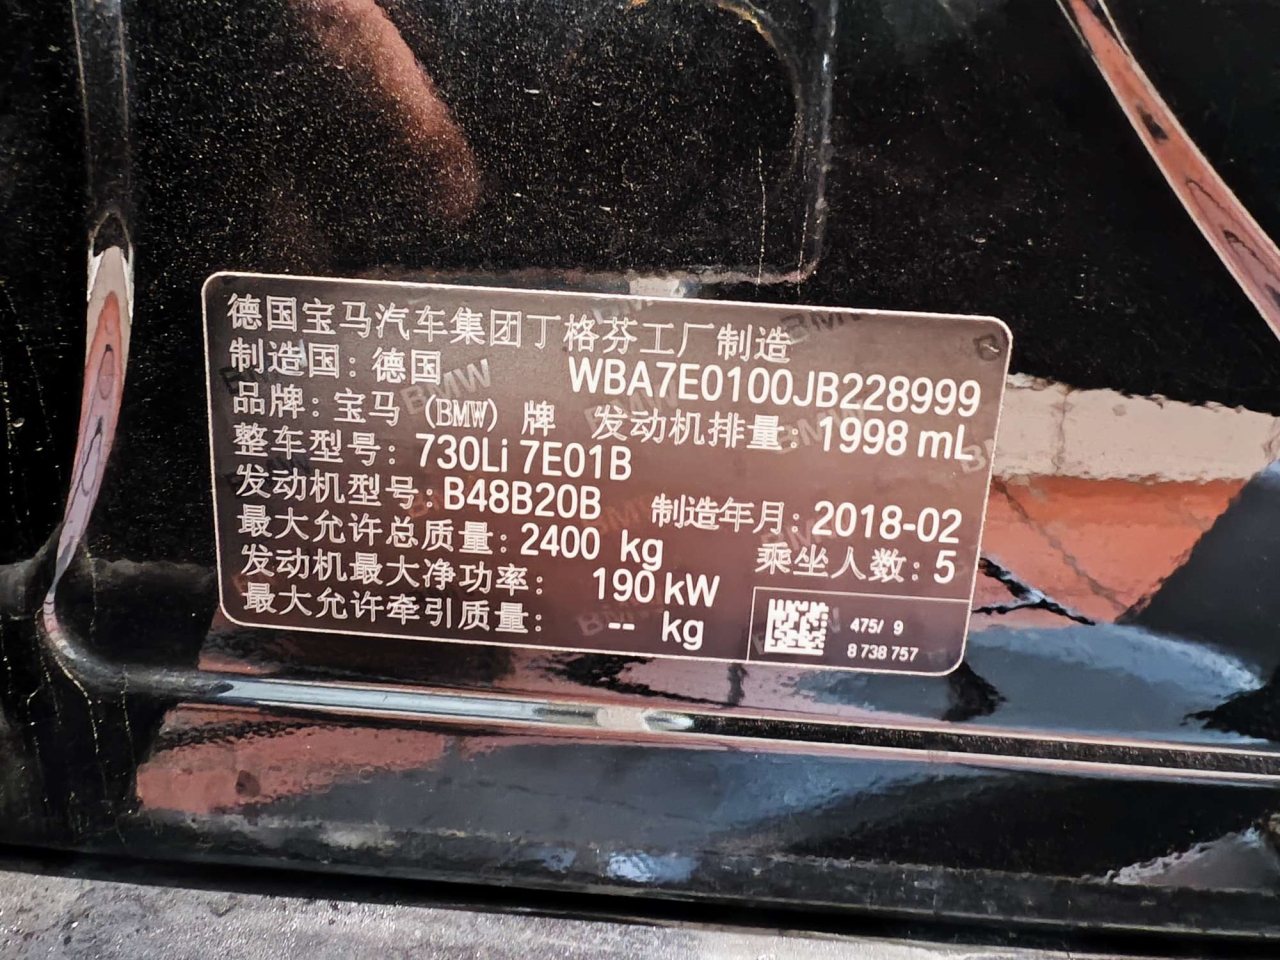 德国宝马汽车集团丁格芬工厂制造
制造国：德国 WBA7E0100JB228999
品牌：宝马 (BMW) 牌 发动机排量：1998 mL
整车型号：730Li 7E01B
发动机型号：B48B20B 制造年月：2018-02
最大允许总质量：2400 kg 乘坐人数：5
发动机最大净功率： 190 kW
最大允许牵引质量： -- kg
475/ 9
8 738 757